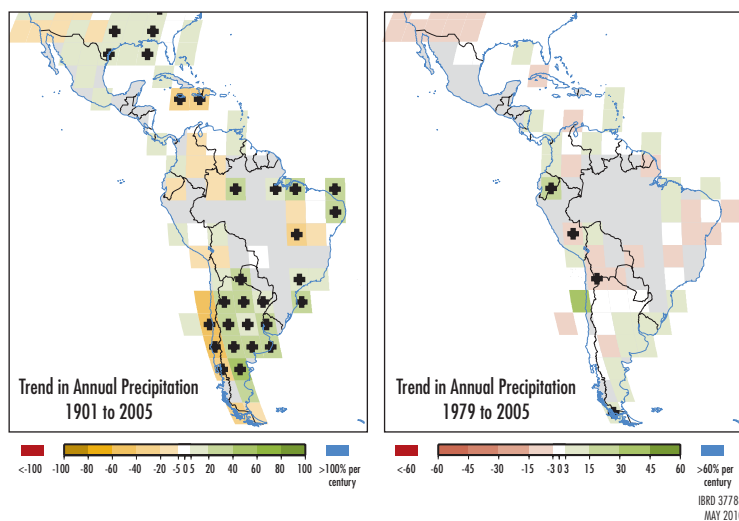 Trend in Annual Precipitation
1901 to 2005
Trend in Annual Precipitation
1979 to 2005
<-100
-100 -80 -60 -40 -20 -5 0 5 20 40 60 80 100
>100% per
century
<-60
-60 -45 -30 -15 -3 0 3 15 30 45 60
>60% per
century
IBRD 3778
MAY 2010